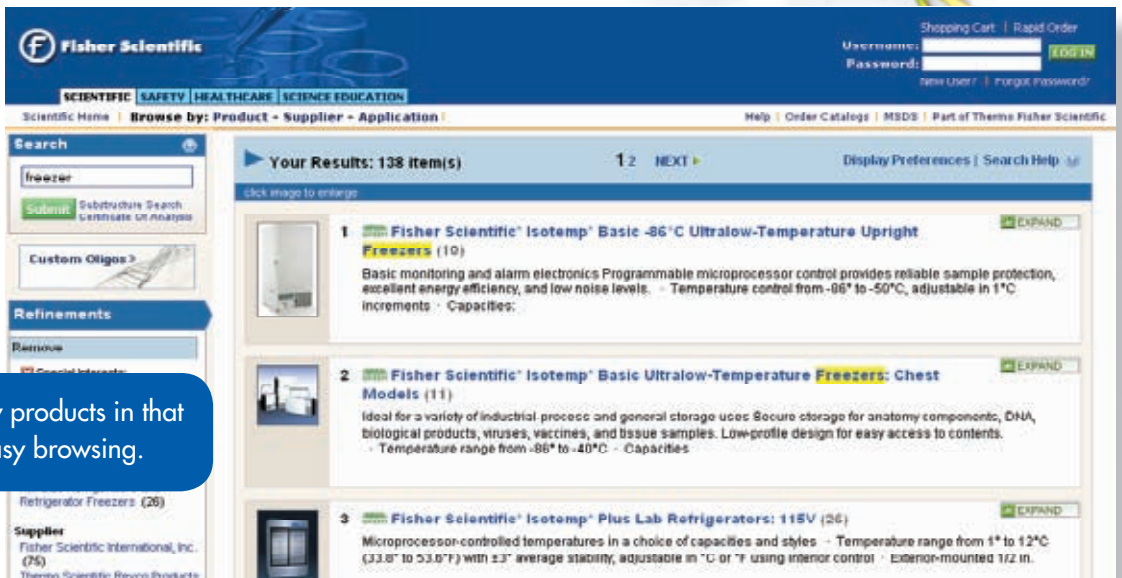 Fisher Scientific
Shopping Cart | Rapid Order
Username:
LOG IN
Password:
New User? | Forgot Password?
SCIENTIFIC SAFETY HEALTHCARE SCIENCE EDUCATION
Scientific Home | Browse by: Product - Supplier - Application |
Help | Order Catalogs | MSDS | Part of Thermo Fisher Scientific
Search
freezer
Submit Substructure Search
Certificate Of Analysis
Custom Oligos >
Refinements
Remove
Special Interests:
y products in that
sy browsing.
Refrigerator Freezers (26)
Supplier
Fisher Scientific International, Inc.
(75)
Thermo Scientific Revco Products
Your Results: 138 item(s)
1 2 NEXT
Display Preferences | Search Help
click image to enlarge
EXPAND
1 Fisher Scientific* Isotemp* Basic -86°C Ultralow-Temperature Upright
Freezers (10)
Basic monitoring and alarm electronics Programmable microprocessor control provides reliable sample protection,
excellent energy efficiency, and low noise levels. · Temperature control from -86° to -50°C, adjustable in 1°C
increments · Capacities:
EXPAND
2 Fisher Scientific* Isotemp* Basic Ultralow-Temperature Freezers: Chest
Models (11)
Ideal for a variety of industrial-process and general storage uses Secure storage for anatomy components, DNA,
biological products, viruses, vaccines, and tissue samples. Low-profile design for easy access to contents.
· Temperature range from -86° to -40°C · Capacities
EXPAND
3 Fisher Scientific* Isotemp* Plus Lab Refrigerators: 115V (26)
Microprocessor-controlled temperatures in a choice of capacities and styles · Temperature range from 1° to 12°C
(33.8° to 53.6°F) with ±3° average stability, adjustable in °C or °F using interior control · Exterior-mounted 1/2 in.